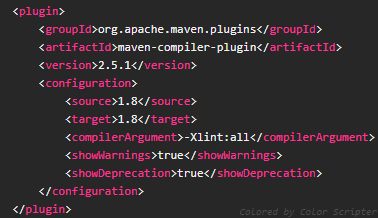 <plugin>
    <groupId>org.apache.maven.plugins</groupId>
    <artifactId>maven-compiler-plugin</artifactId>
    <version>2.5.1</version>
    <configuration>
        <source>1.8</source>
        <target>1.8</target>
        <compilerArgument>-Xlint:all</compilerArgument>
        <showWarnings>true</showWarnings>
        <showDeprecation>true</showDeprecation>
    </configuration>
</plugin>
Colored by Color Scripter